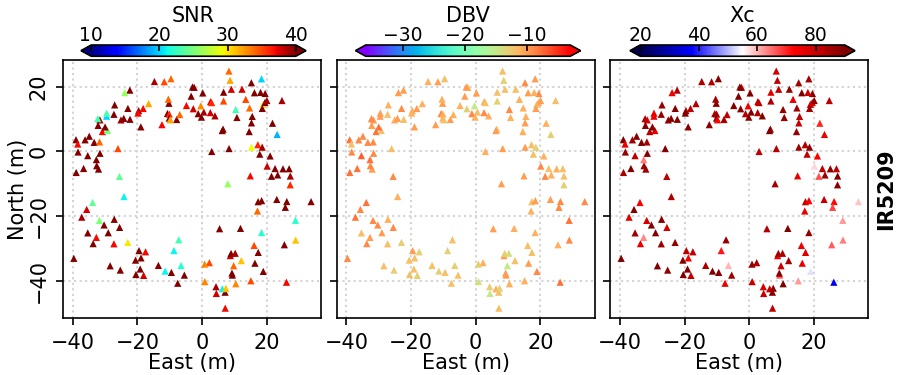 SNR DBV Xc
10 20 30 40 −30 −20 −10 20 40 60 80
20
0
−20
−40
North (m)
IR5209
−40 −20 0 20 −40 −20 0 20 −40 −20 0 20
East (m) East (m) East (m)